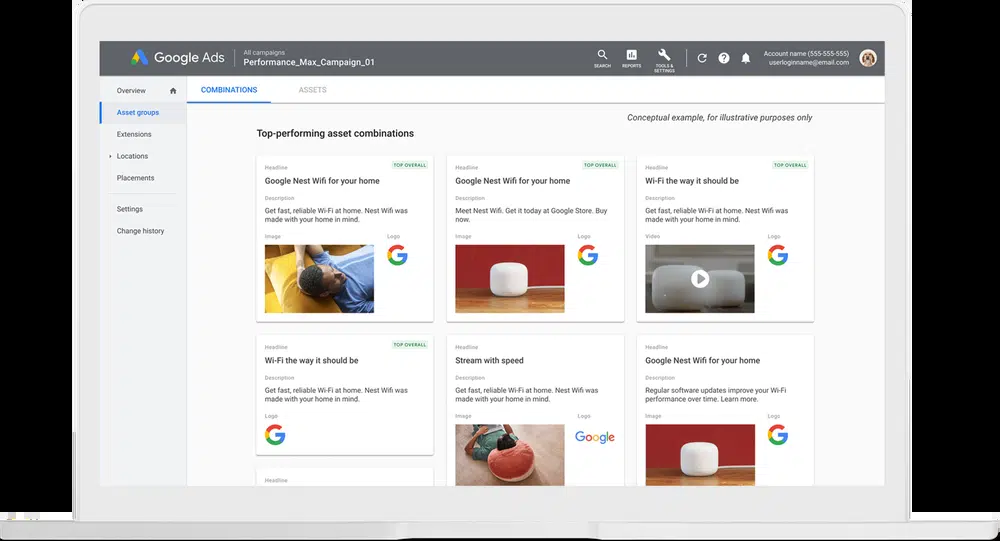 Google Ads
All campaigns
Performance_Max_Campaign_01
SEARCH
REPORTS
TOOLS &
SETTINGS
Account name (555-555-555)
userloginname@email.com
Overview
Asset groups
Extensions
Locations
Placements
Settings
Change history
COMBINATIONS
ASSETS
Conceptual example, for illustrative purposes only
Top-performing asset combinations
TOP OVERALL
Headline
Google Nest Wifi for your home
Description
Get fast, reliable Wi-Fi at home. Nest Wifi was
made with your home in mind.
Image
Logo
G
TOP OVERALL
Headline
Google Nest Wifi for your home
Description
Meet Nest Wifi. Get it today at Google Store. Buy
now.
Image
Logo
G
TOP OVERALL
Headline
Wi-Fi the way it should be
Description
Get fast, reliable Wi-Fi at home. Nest Wifi was
made with your home in mind.
Video
Logo
G
TOP OVERALL
Headline
Wi-Fi the way it should be
Description
Get fast, reliable Wi-Fi at home. Nest Wifi was
made with your home in mind.
Logo
G
Headline
Stream with speed
Description
Get fast, reliable Wi-Fi at home. Nest Wifi was
made with your home in mind.
Image
Logo
Google
Headline
Google Nest Wifi for your home
Description
Regular software updates improve your Wi-Fi
performance over time. Learn more.
Image
Logo
G
Headline